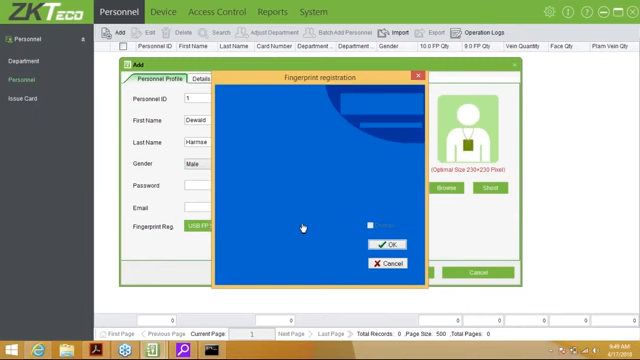 ZKTeco
Personnel Device Access Control Reports System
Personnel
Department
Personnel
Issue Card
Add Edit Delete Search Adjust Department Batch Add Personnel Import Export Operation Logs
Personnel ID First Name Last Name Card Number Department ... Department ... Gender 10.0 FP Qty 9.0 FP Qty Vein Quantity Face Qty Plam Vein Qty
Add
Fingerprint registration
Personnel Profile Details
Personnel ID 1
First Name Dewald
Last Name Harmse
Gender Male
Password
Email
Fingerprint Reg. USB FP
(Optimal Size 230×230 Pixel)
Browse Shoot
OK
Cancel
Cancel
0 0 0 0 0 0
First Page Previous Page Current Page: 1 Next Page Last Page Total Records: 0 ,Page Size: 500 ,Total Pages: 0
9:49 AM